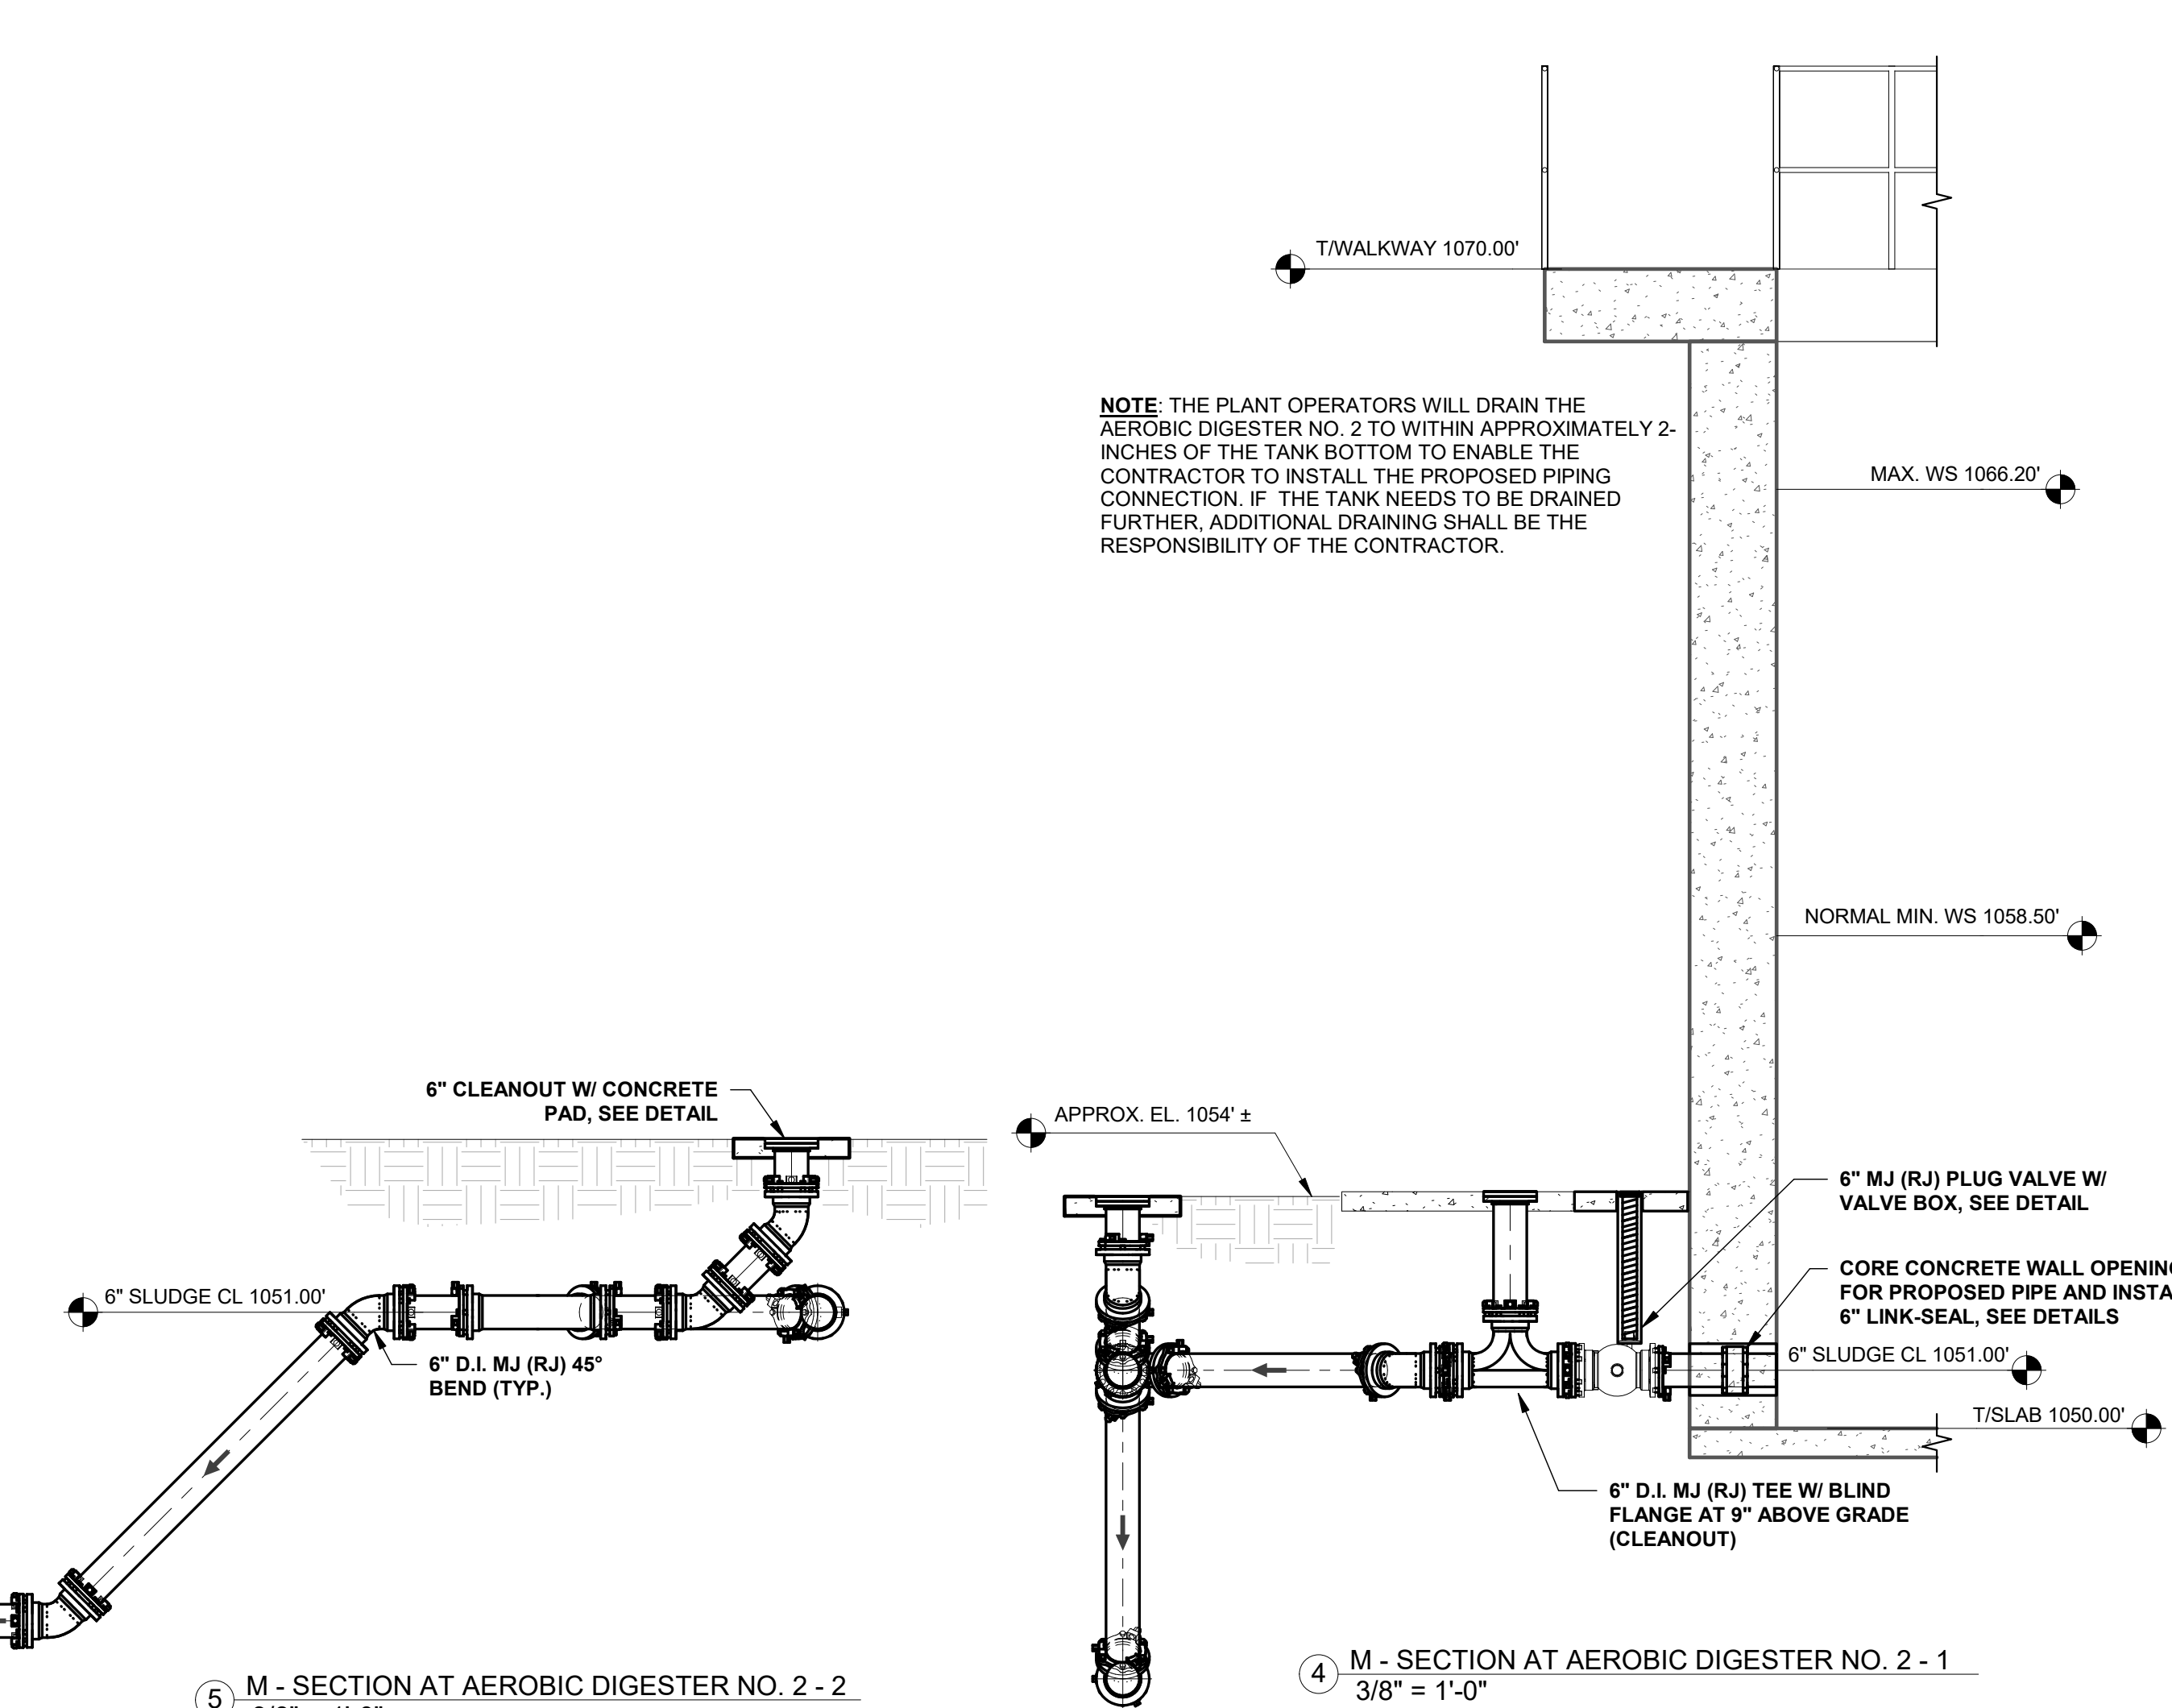 T/WALKWAY 1070.00'
NOTE: THE PLANT OPERATORS WILL DRAIN THE
AEROBIC DIGESTER NO. 2 TO WITHIN APPROXIMATELY 2-
INCHES OF THE TANK BOTTOM TO ENABLE THE
CONTRACTOR TO INSTALL THE PROPOSED PIPING
CONNECTION. IF THE TANK NEEDS TO BE DRAINED
FURTHER, ADDITIONAL DRAINING SHALL BE THE
RESPONSIBILITY OF THE CONTRACTOR.
MAX. WS 1066.20'
NORMAL MIN. WS 1058.50'
6" CLEANOUT W/ CONCRETE
PAD, SEE DETAIL
APPROX. EL. 1054' ±
6" MJ (RJ) PLUG VALVE W/
VALVE BOX, SEE DETAIL
CORE CONCRETE WALL OPENING
FOR PROPOSED PIPE AND INSTA
6" LINK-SEAL, SEE DETAILS
6" SLUDGE CL 1051.00'
6" D.I. MJ (RJ) 45°
BEND (TYP.)
6" SLUDGE CL 1051.00'
T/SLAB 1050.00'
6" D.I. MJ (RJ) TEE W/ BLIND
FLANGE AT 9" ABOVE GRADE
(CLEANOUT)
5 M - SECTION AT AEROBIC DIGESTER NO. 2 - 2
4 M - SECTION AT AEROBIC DIGESTER NO. 2 - 1
3/8" = 1'-0"